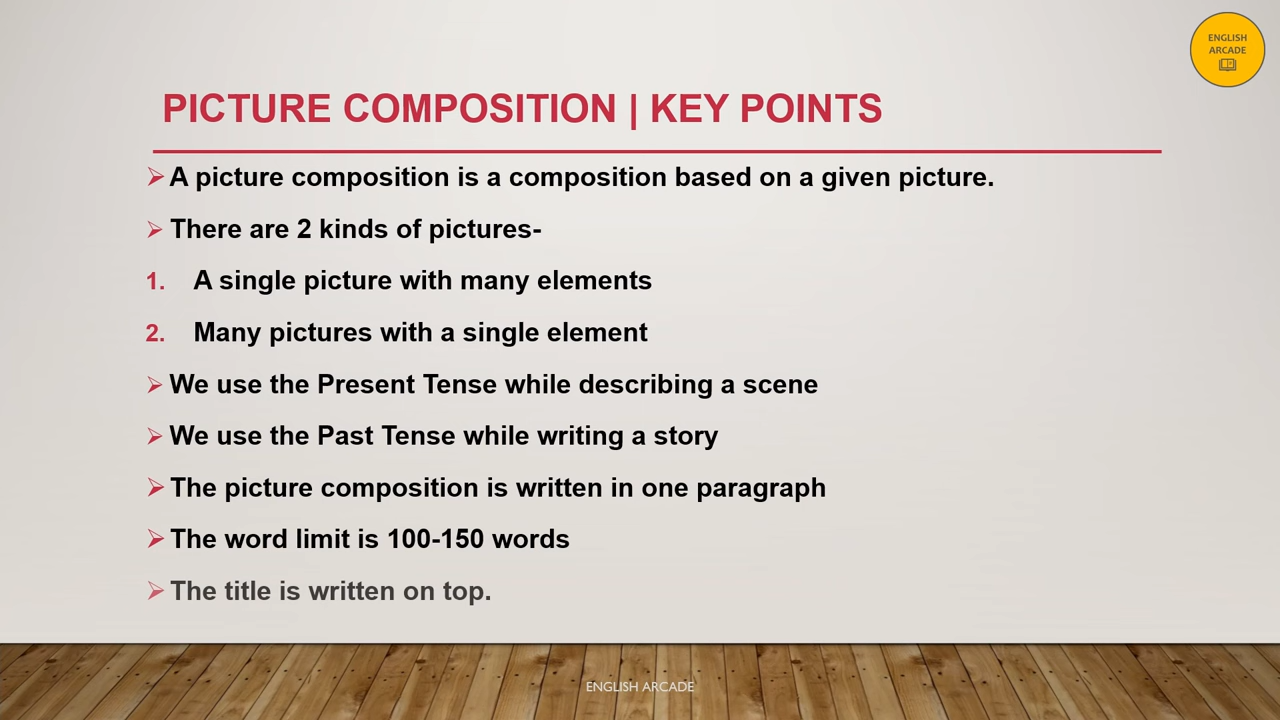 ENGLISH
ARCADE
PICTURE COMPOSITION | KEY POINTS
➢ A picture composition is a composition based on a given picture.
➢ There are 2 kinds of pictures-
1. A single picture with many elements
2. Many pictures with a single element
➢ We use the Present Tense while describing a scene
➢ We use the Past Tense while writing a story
➢ The picture composition is written in one paragraph
➢ The word limit is 100-150 words
➢ The title is written on top.
ENGLISH ARCADE